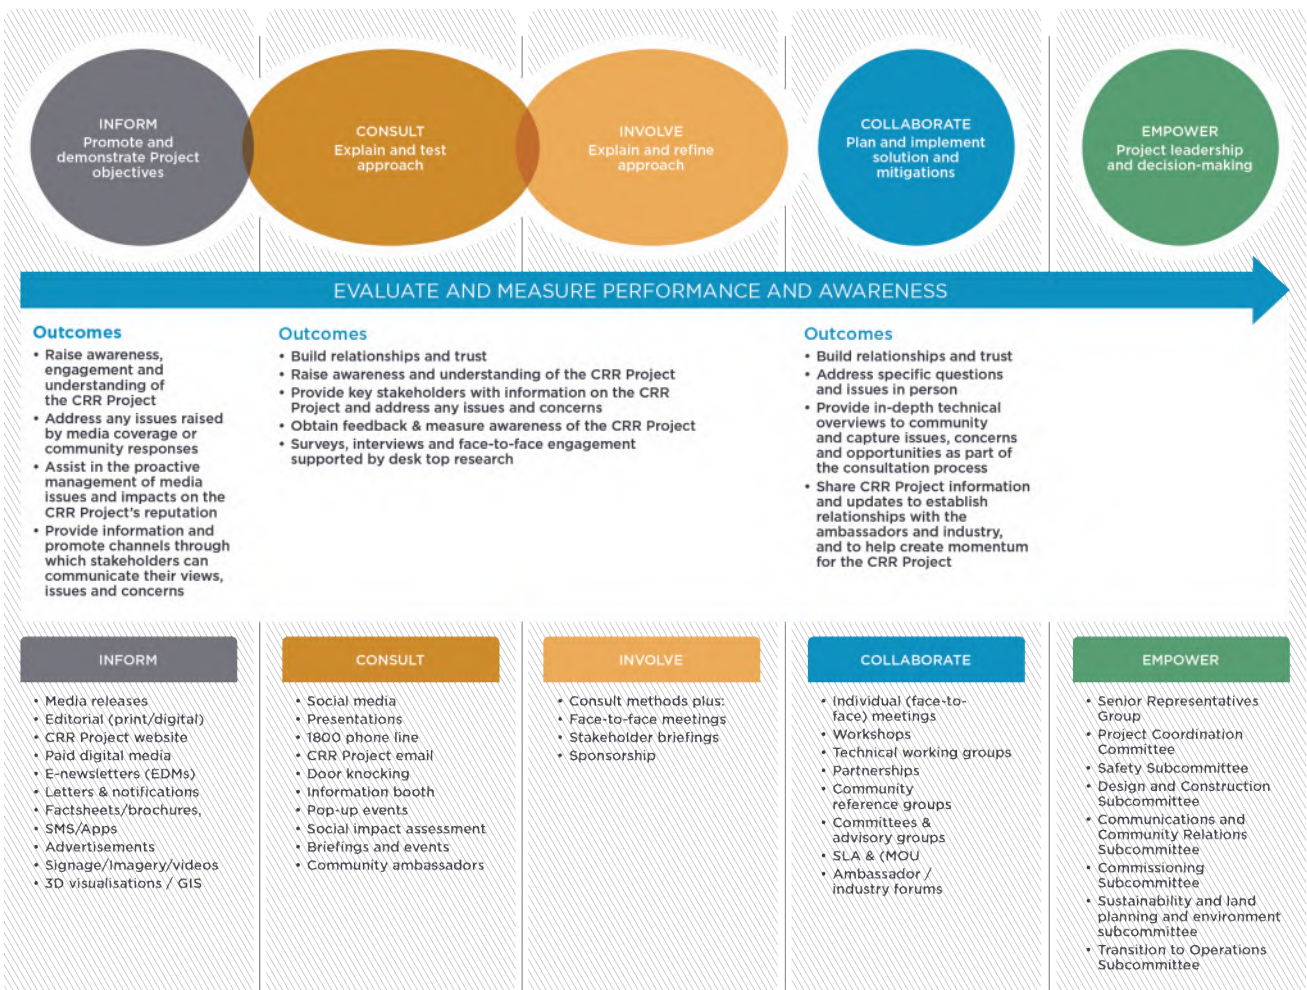 INFORM
Promote and
demonstrate Project
objectives
CONSULT
Explain and test
approach
INVOLVE
Explain and refine
approach
COLLABORATE
Plan and implement
solution and
mitigations
EMPOWER
Project leadership
and decision-making
EVALUATE AND MEASURE PERFORMANCE AND AWARENESS
Outcomes
• Raise awareness,
engagement and
understanding of
the CRR Project
• Address any issues raised
by media coverage or
community responses
• Assist in the proactive
management of media
issues and impacts on the
CRR Project's reputation
• Provide information and
promote channels through
which stakeholders can
communicate their views,
issues and concerns
Outcomes
• Build relationships and trust
• Raise awareness and understanding of the CRR Project
• Provide key stakeholders with information on the CRR
Project and address any issues and concerns
• Obtain feedback & measure awareness of the CRR Project
• Surveys, interviews and face-to-face engagement
supported by desk top research
Outcomes
• Build relationships and trust
• Address specific questions
and issues in person
• Provide in-depth technical
overviews to community
and capture issues, concerns
and opportunities as part of
the consultation process
• Share CRR Project information
and updates to establish
relationships with the
ambassadors and industry,
and to help create momentum
for the CRR Project
INFORM
• Media releases
• Editorial (print/digital)
• CRR Project website
• Paid digital media
• E-newsletters (EDMs)
• Letters & notifications
• Factsheets/brochures,
• SMS/Apps
• Advertisements
• Signage/Imagery/videos
• 3D visualisations / GIS
CONSULT
• Social media
• Presentations
• 1800 phone line
• CRR Project email
• Door knocking
• Information booth
• Pop-up events
• Social impact assessment
• Briefings and events
• Community ambassadors
INVOLVE
• Consult methods plus:
• Face-to-face meetings
• Stakeholder briefings
• Sponsorship
COLLABORATE
• Individual (face-to-
face) meetings
• Workshops
• Technical working groups
• Partnerships
• Community
reference groups
• Committees &
advisory groups
• SLA & (MOU
• Ambassador /
industry forums
EMPOWER
• Senior Representatives
Group
• Project Coordination
Committee
• Safety Subcommittee
• Design and Construction
Subcommittee
• Communications and
Community Relations
Subcommittee
• Commissioning
Subcommittee
• Sustainability and land
planning and environment
subcommittee
• Transition to Operations
Subcommittee